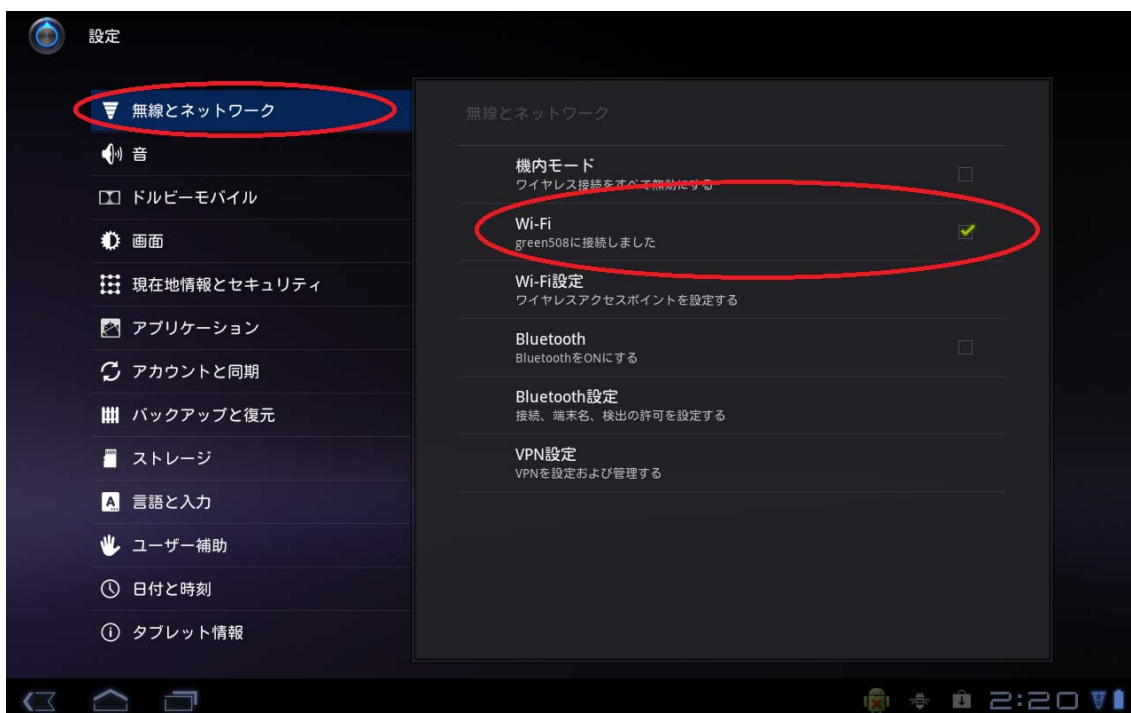 設定
無線とネットワーク
音
ドルビーモバイル
画面
現在地情報とセキュリティ
アプリケーション
アカウントと同期
バックアップと復元
ストレージ
言語と入力
ユーザー補助
日付と時刻
タブレット情報
無線とネットワーク
機内モード
ワイヤレス接続をすべて無効にする
Wi-Fi
green508に接続しました
Wi-Fi設定
ワイヤレスアクセスポイントを設定する
Bluetooth
BluetoothをONにする
Bluetooth設定
接続、端末名、検出の許可を設定する
VPN設定
VPNを設定および管理する
2:20